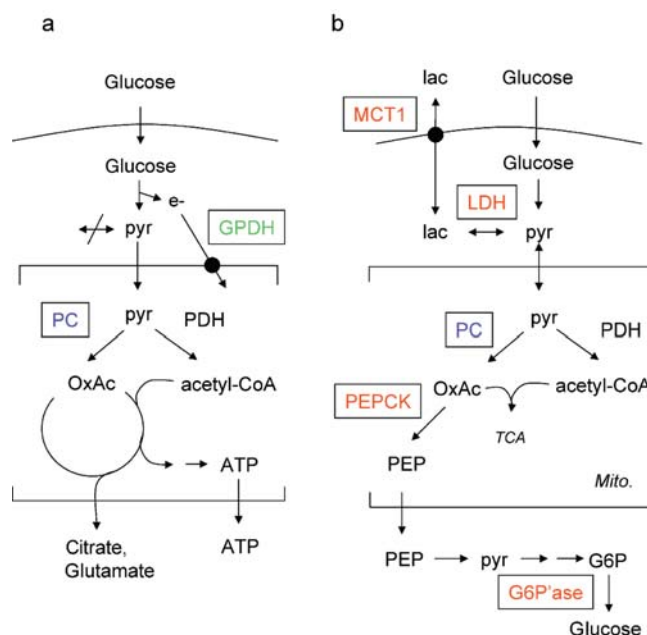 a
Glucose
Glucose
e-
GPDH
pyr
PC
pyr
PDH
OxAc
acetyl-CoA
ATP
Citrate,
Glutamate
ATP
b
lac
Glucose
MCT1
Glucose
LDH
lac
pyr
PC
pyr
PDH
OxAc
acetyl-CoA
PEPCK
TCA
PEP
Mito.
PEP
pyr
G6P
G6P'ase
Glucose